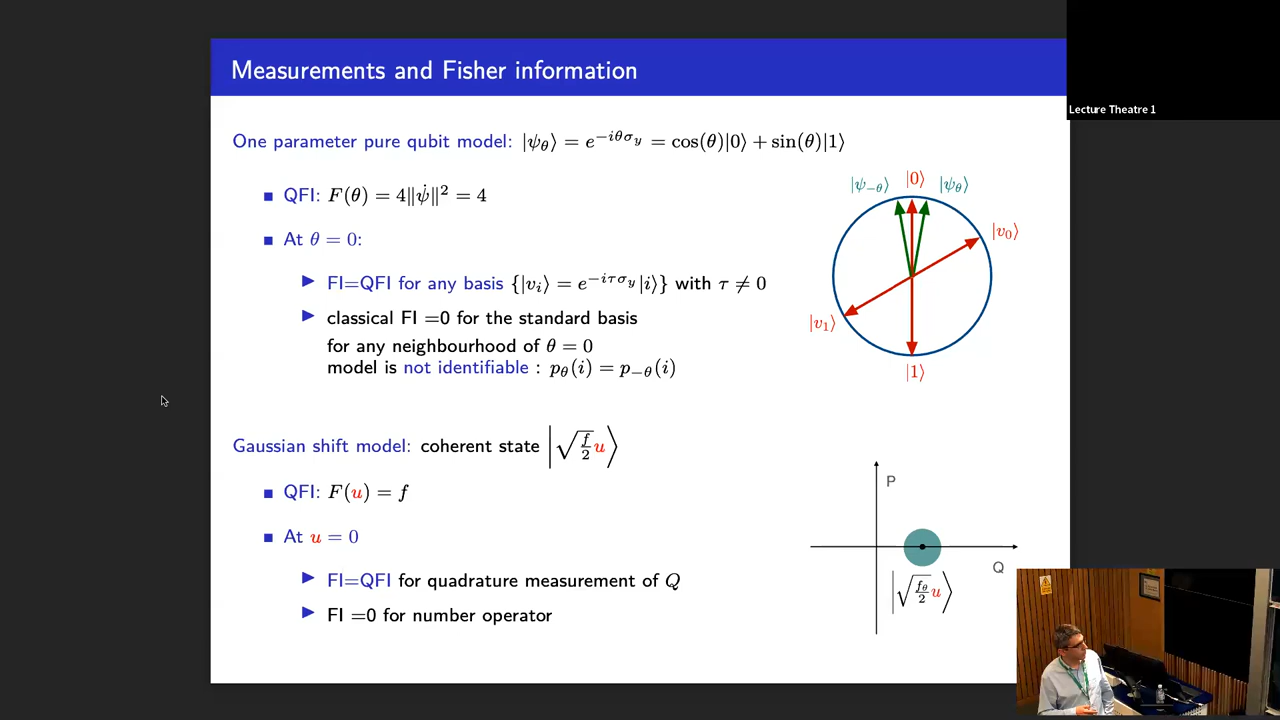 Measurements and Fisher information
Lecture Theatre 1
One parameter pure qubit model: |ψ_θ⟩ = e^{−iθσ_y} = cos(θ)|0⟩ + sin(θ)|1⟩
QFI: F(θ) = 4‖ψ̇‖² = 4
At θ = 0:
FI=QFI for any basis {|v_i⟩ = e^{−iτσ_y}|i⟩} with τ ≠ 0
classical FI =0 for the standard basis
for any neighbourhood of θ = 0
model is not identifiable : p_θ(i) = p_{−θ}(i)
|ψ_{−θ}⟩ |0⟩ |ψ_θ⟩
|v_0⟩
|v_1⟩
|1⟩
Gaussian shift model: coherent state |√(f/2) u⟩
QFI: F(u) = f
At u = 0
FI=QFI for quadrature measurement of Q
FI =0 for number operator
P
Q
|√(f_θ/2) u⟩